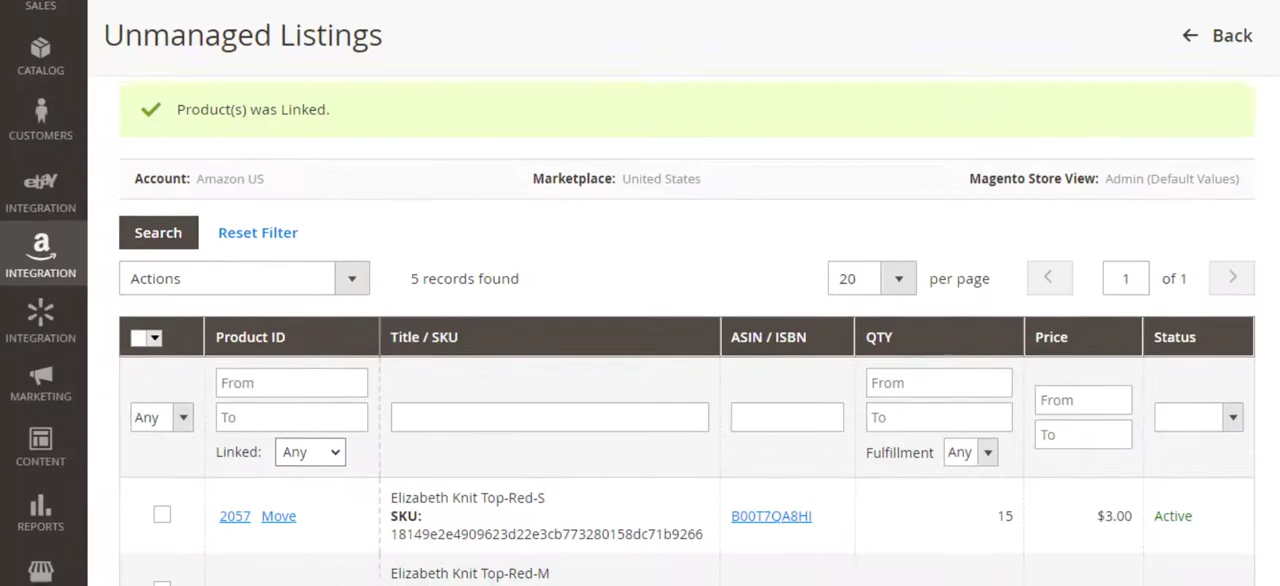 SALES
CATALOG
CUSTOMERS
ebay
INTEGRATION
a
INTEGRATION
INTEGRATION
MARKETING
CONTENT
REPORTS
Unmanaged Listings
Back
Product(s) was Linked.
Account: Amazon US Marketplace: United States Magento Store View: Admin (Default Values)
Search Reset Filter
Actions 5 records found 20 per page 1 of 1
Product ID Title / SKU ASIN / ISBN QTY Price Status
From From
From
Any To To
To
Linked: Any Fulfillment Any
Elizabeth Knit Top-Red-S
2057 Move SKU: B00T7QA8HI 15 $3.00 Active
18149e2e4909623d22e3cb773280158dc71b9266
Elizabeth Knit Top-Red-M